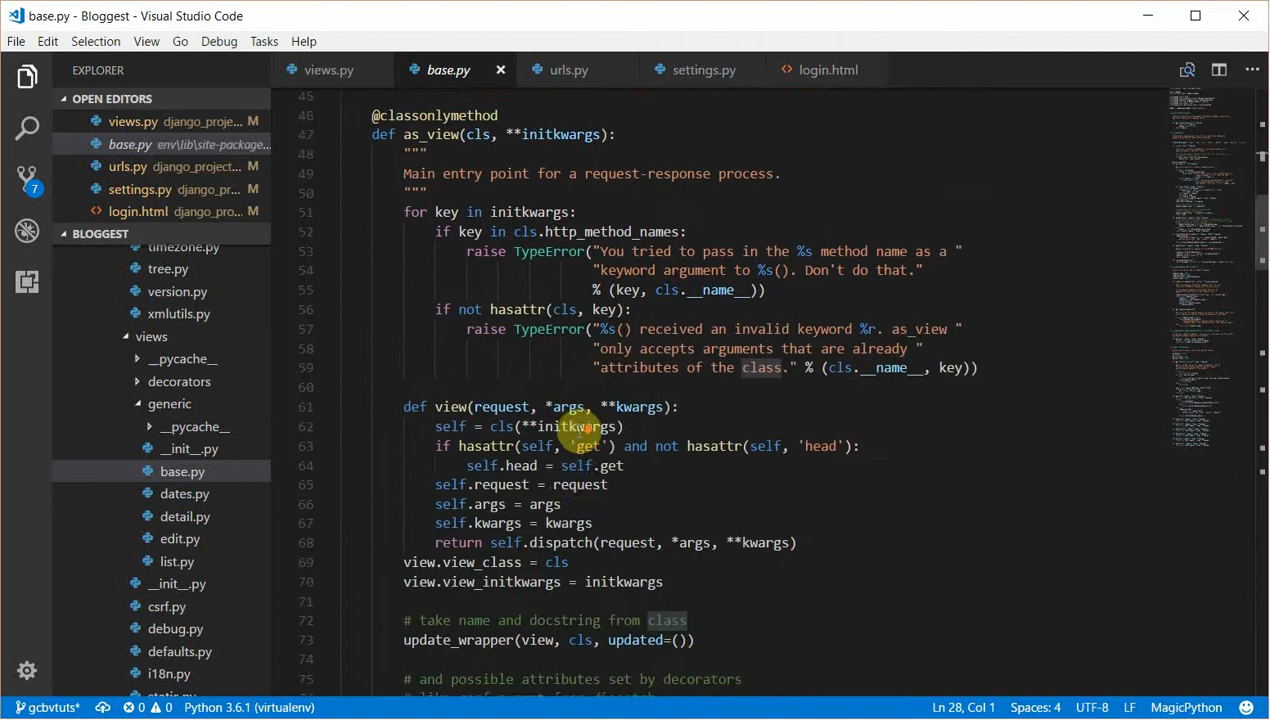 base.py - Bloggest - Visual Studio Code
File Edit Selection View Go Debug Tasks Help
EXPLORER
views.py
base.py
urls.py
settings.py
login.html
OPEN EDITORS
views.py django_proje... M
base.py env\lib\site-package...
urls.py django_project... M
settings.py django_pr... M
login.html django_pro... M
BLOGGEST
7
timezone.py
tree.py
version.py
xmlutils.py
views
__pycache__
decorators
generic
__pycache__
__init__.py
base.py
dates.py
detail.py
edit.py
list.py
__init__.py
csrf.py
debug.py
defaults.py
i18n.py
static.py
45
46 @classonlymethod
47 def as_view(cls, **initkwargs):
48 """
49 Main entry point for a request-response process.
50 """
51 for key in initkwargs:
52 if key in cls.http_method_names:
53 raise TypeError("You tried to pass in the %s method name as a "
54 "keyword argument to %s(). Don't do that."
55 % (key, cls.__name__))
56 if not hasattr(cls, key):
57 raise TypeError("%s() received an invalid keyword %r. as_view "
58 "only accepts arguments that are already "
59 "attributes of the class." % (cls.__name__, key))
60
61 def view(request, *args, **kwargs):
62 self = cls(**initkwargs)
63 if hasattr(self, 'get') and not hasattr(self, 'head'):
64 self.head = self.get
65 self.request = request
66 self.args = args
67 self.kwargs = kwargs
68 return self.dispatch(request, *args, **kwargs)
69 view.view_class = cls
70 view.view_initkwargs = initkwargs
71
72 # take name and docstring from class
73 update_wrapper(view, cls, updated=())
74
75 # and possible attributes set by decorators
gcbvtuts* 0 0 Python 3.6.1 (virtualenv) Ln 28, Col 1 Spaces: 4 UTF-8 LF MagicPython